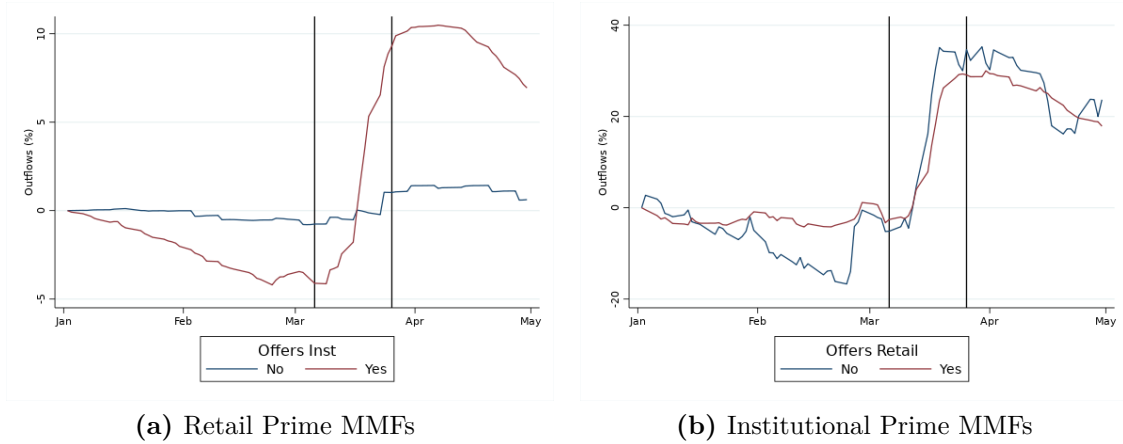 Outflows (%)
10
5
0
-5
Jan Feb Mar Apr May
Offers Inst
No Yes
(a) Retail Prime MMFs
Outflows (%)
40
20
0
-20
Jan Feb Mar Apr May
Offers Retail
No Yes
(b) Institutional Prime MMFs